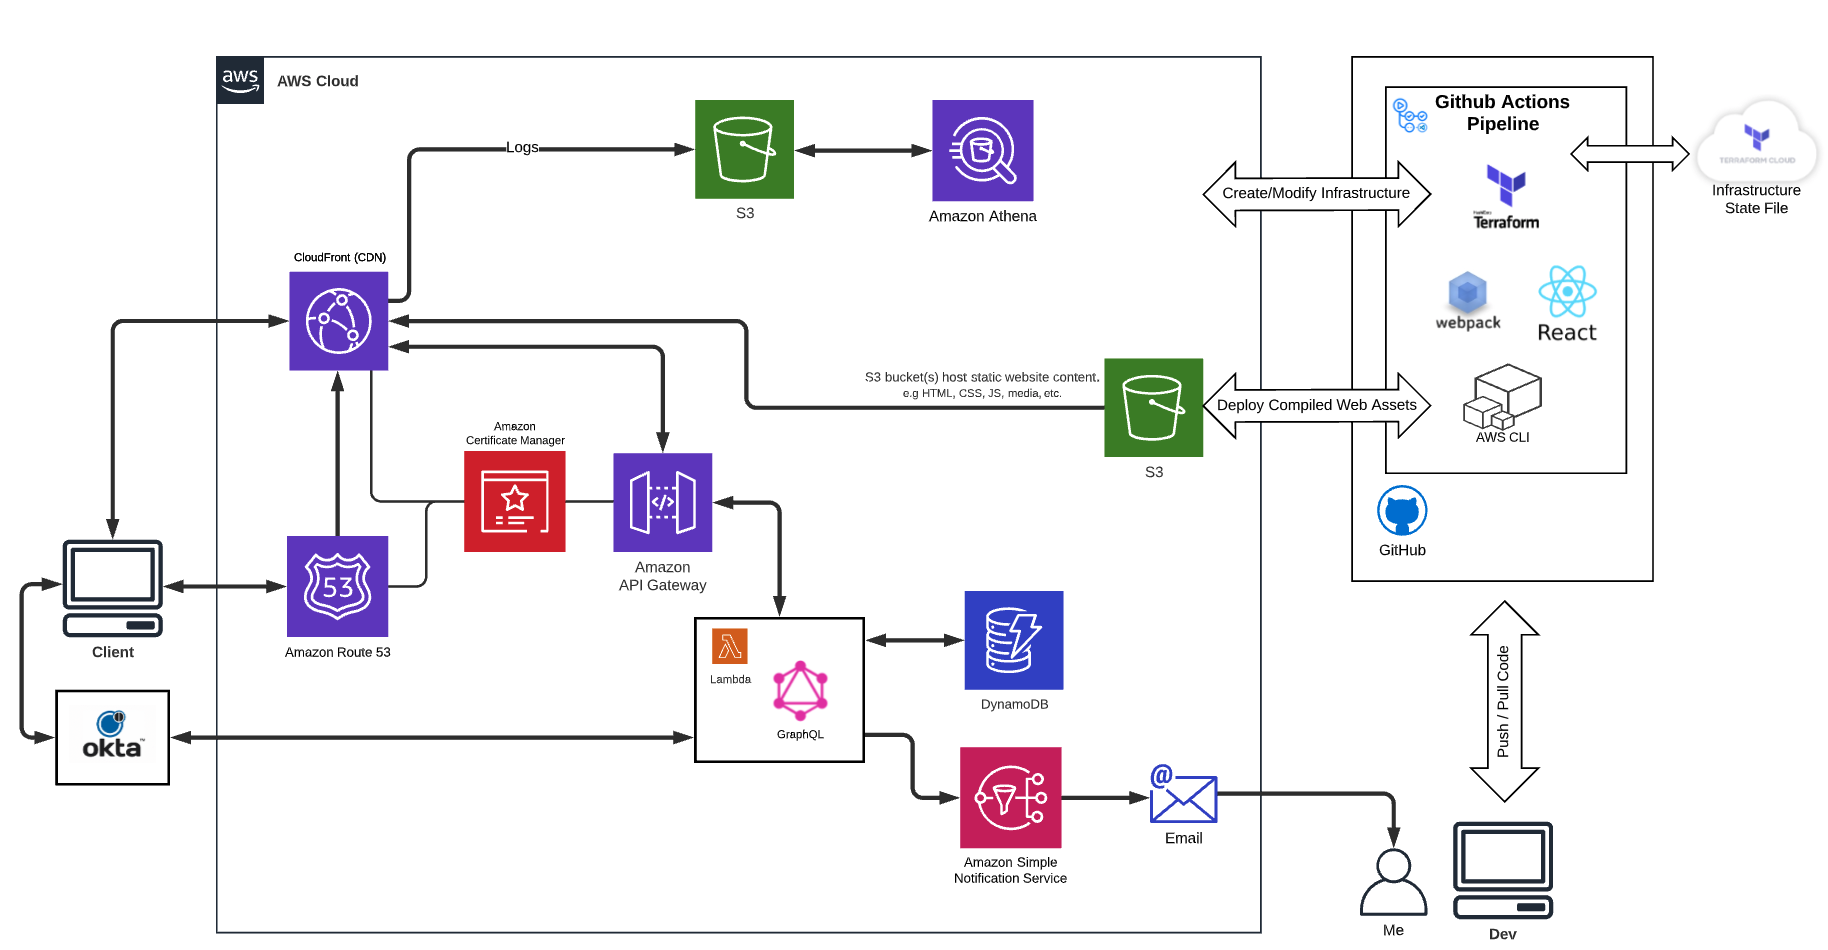 aws
AWS Cloud
Logs
S3
Amazon Athena
CloudFront (CDN)
S3 bucket(s) host static website content.
e.g HTML, CSS, JS, media, etc.
S3
Amazon
Certificate Manager
</>
Amazon
API Gateway
53
Amazon Route 53
Client
okta
Lambda
GraphQL
DynamoDB
Amazon Simple
Notification Service
@
Email
Me
Dev
Create/Modify Infrastructure
Deploy Compiled Web Assets
Github Actions
Pipeline
Terraform
webpack
React
AWS CLI
GitHub
TERRAFORM CLOUD
Infrastructure
State File
Push / Pull Code